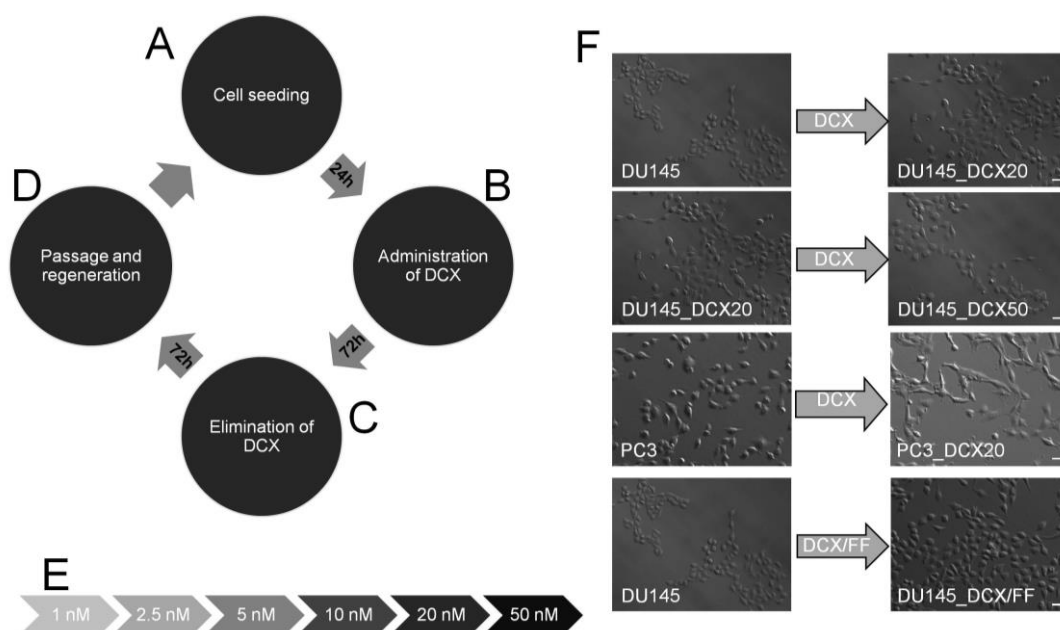 A
Cell seeding
24h
B
Administration
of DCX
72h
C
Elimination of
DCX
72h
D
Passage and
regeneration
E
1 nM
2.5 nM
5 nM
10 nM
20 nM
50 nM
F
DU145
DCX
DU145_DCX20
DU145_DCX20
DCX
DU145_DCX50
PC3
DCX
PC3_DCX20
DU145
DCX/FF
DU145_DCX/FF